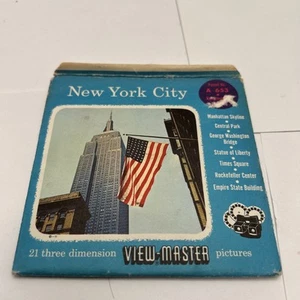 New York City
A-652
Manhattan Skyline
Central Park
George Washington
Bridge
Statue of Liberty
Times Square
Rockefeller Center
Empire State Building
21 three dimension VIEW-MASTER pictures